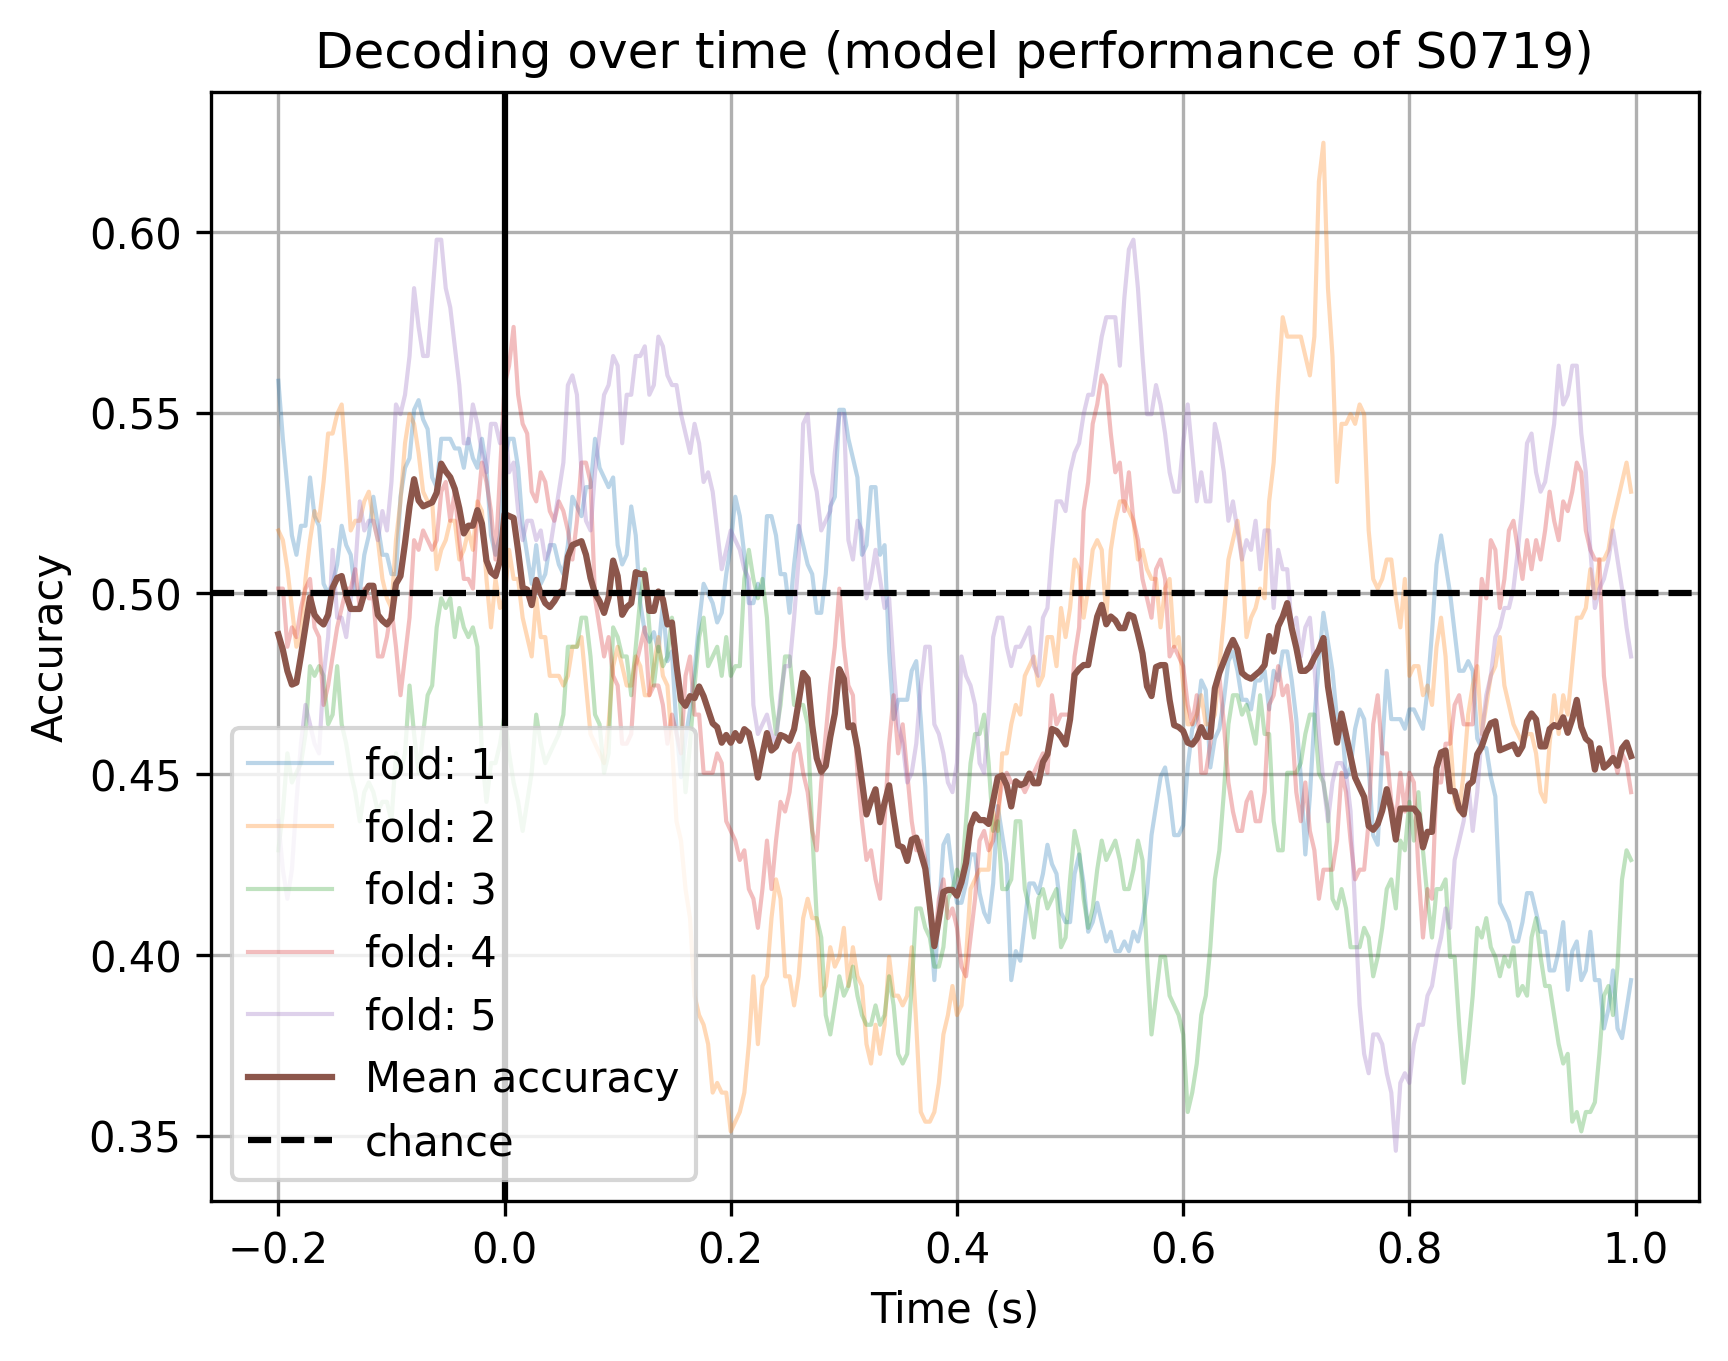 Decoding over time (model performance of S0719)
Accuracy
0.60
0.55
0.50
0.45
0.40
0.35
fold: 1
fold: 2
fold: 3
fold: 4
fold: 5
Mean accuracy
chance
−0.2
0.0
0.2
0.4
0.6
0.8
1.0
Time (s)